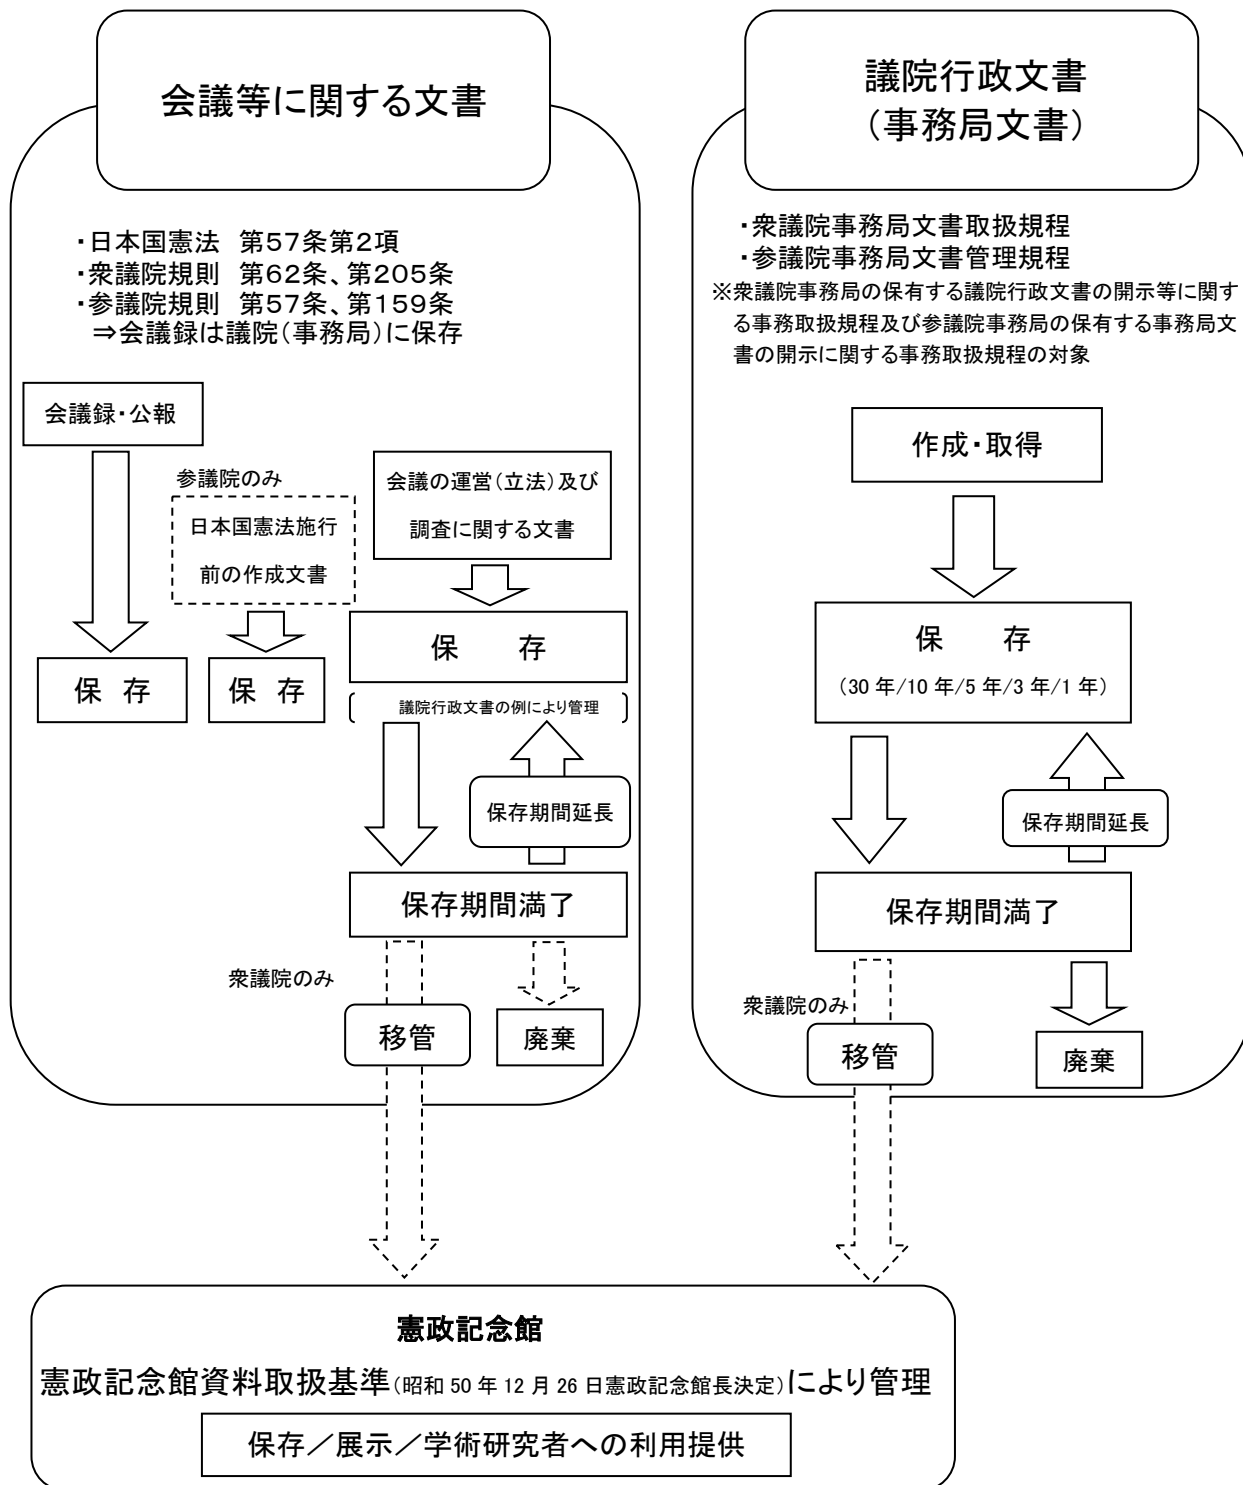 会議等に関する文書
・日本国憲法　第57条第2項
・衆議院規則　第62条、第205条
・参議院規則　第57条、第159条
⇒会議録は議院(事務局)に保存
会議録・公報
保　存
参議院のみ
日本国憲法施行
前の作成文書
保　存
会議の運営(立法)及び
調査に関する文書
保　　存
議院行政文書の例により管理
保存期間延長
保存期間満了
衆議院のみ
移管
廃棄
議院行政文書
(事務局文書)
・衆議院事務局文書取扱規程
・参議院事務局文書管理規程
※衆議院事務局の保有する議院行政文書の開示等に関す
る事務取扱規程及び参議院事務局の保有する事務局文
書の開示に関する事務取扱規程の対象
作成・取得
保　　存
(30 年/10 年/5 年/3 年/1 年)
保存期間延長
保存期間満了
衆議院のみ
移管
廃棄
憲政記念館
憲政記念館資料取扱基準(昭和 50 年 12 月 26 日憲政記念館長決定)により管理
保存／展示／学術研究者への利用提供